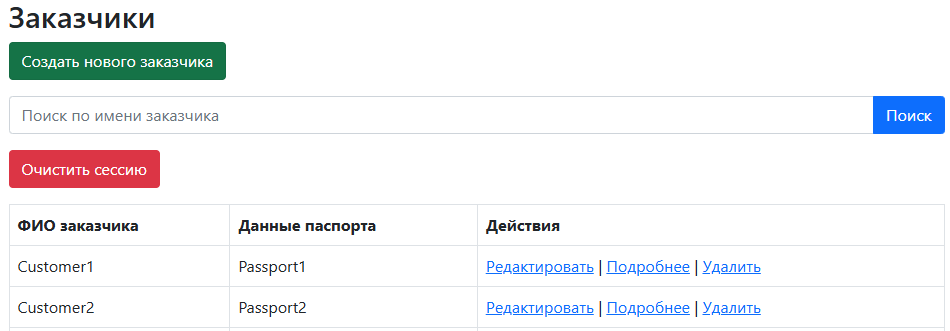 Заказчики
Создать нового заказчика
Поиск по имени заказчика Поиск
Очистить сессию
ФИО заказчика Данные паспорта Действия
Customer1 Passport1 Редактировать | Подробнее | Удалить
Customer2 Passport2 Редактировать | Подробнее | Удалить